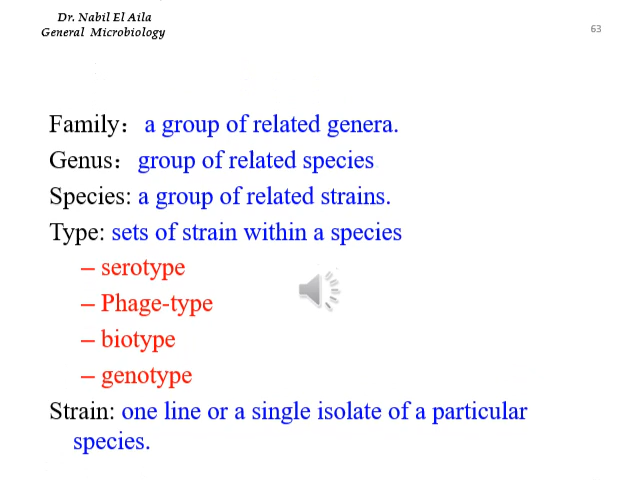 Dr. Nabil El Aila
General Microbiology
63
Family： a group of related genera.
Genus： group of related species
Species: a group of related strains.
Type: sets of strain within a species
– serotype
– Phage-type
– biotype
– genotype
Strain: one line or a single isolate of a particular
species.